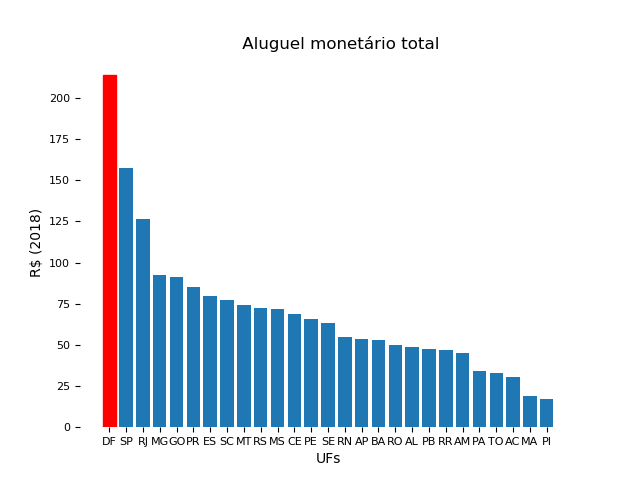 Aluguel monetário total
R$ (2018)
200
175
150
125
100
75
50
25
0
DF SP RJ MG GO PR ES SC MT RS MS CE PE SE RN AP BA RO AL PB RR AM PA TO AC MA PI
UFs